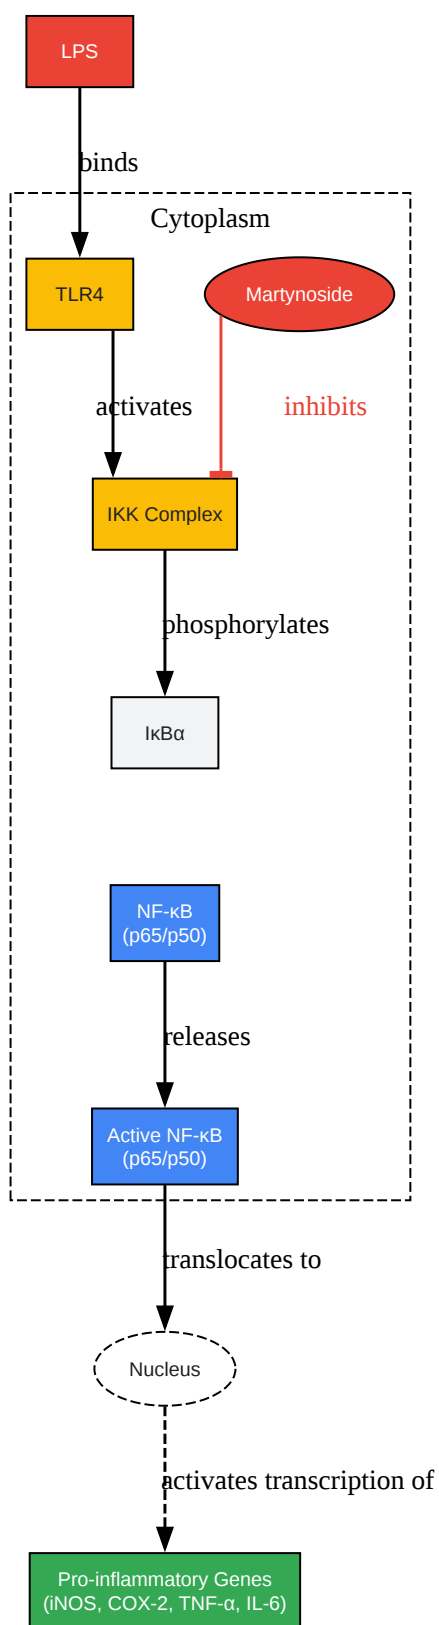 LPS
binds
Cytoplasm
TLR4
Martynoside
activates
inhibits
IKK Complex
phosphorylates
IκBα
NF-κB
(p65/p50)
releases
Active NF-κB
(p65/p50)
translocates to
Nucleus
activates transcription of
Pro-inflammatory Genes
(iNOS, COX-2, TNF-α, IL-6)